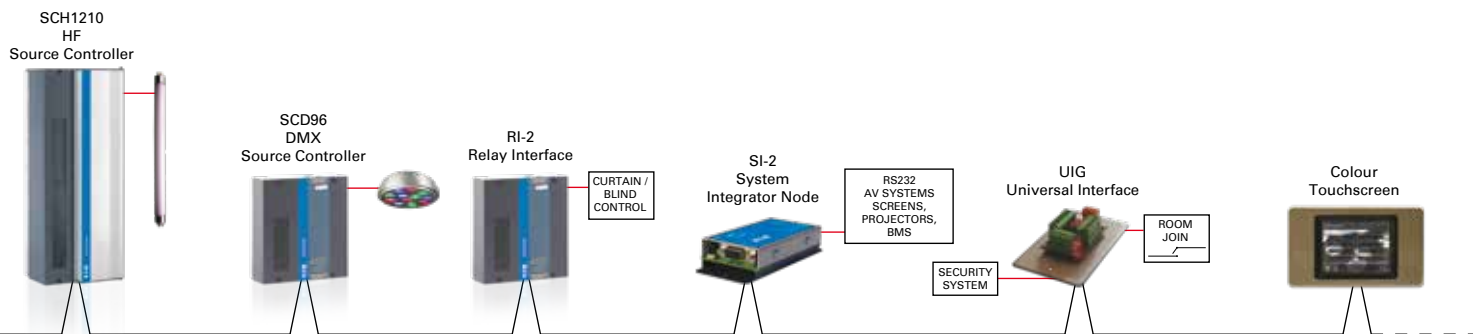 SCH1210
HF
Source Controller
SCD96
DMX
Source Controller
RI-2
Relay Interface
CURTAIN /
BLIND
CONTROL
SI-2
System
Integrator Node
RS232
AV SYSTEMS
SCREENS,
PROJECTORS,
BMS
UIG
Universal Interface
SECURITY
SYSTEM
ROOM
JOIN
Colour
Touchscreen